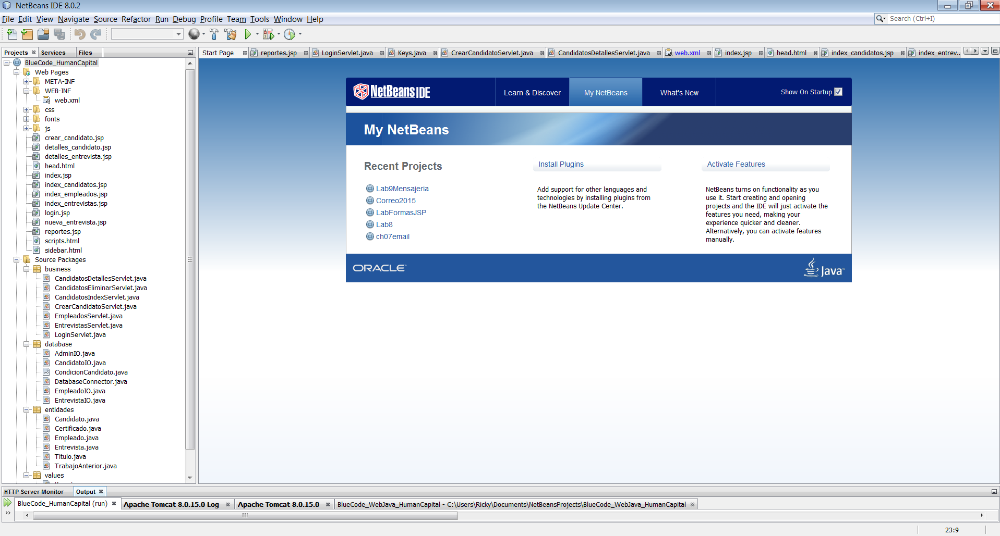 NetBeans IDE 8.0.2
File Edit View Navigate Source Refactor Run Debug Profile Team Tools Window Help
Search (Ctrl+I)
Projects Services Files
Start Page reportes.jsp LoginServlet.java Keys.java CrearCandidatoServlet.java CandidatosDetallesServlet.java web.xml index.jsp head.html index_candidatos.jsp index_entrev...
BlueCode_HumanCapital
Web Pages
META-INF
WEB-INF
web.xml
css
fonts
js
crear_candidato.jsp
detalles_candidato.jsp
detalles_entrevista.jsp
head.html
index.jsp
index_candidatos.jsp
index_empleados.jsp
index_entrevistas.jsp
login.jsp
nueva_entrevista.jsp
reportes.jsp
scripts.html
sidebar.html
Source Packages
business
CandidatosDetallesServlet.java
CandidatosEliminarServlet.java
CandidatosIndexServlet.java
CrearCandidatoServlet.java
EmpleadosServlet.java
EntrevistasServlet.java
LoginServlet.java
database
AdminIO.java
CandidatoIO.java
CondicionCandidato.java
DatabaseConnector.java
EmpleadoIO.java
EntrevistaIO.java
entidades
Candidato.java
Certificado.java
Empleado.java
Entrevista.java
Titulo.java
TrabajoAnterior.java
values
NetBeans IDE
Learn & Discover
My NetBeans
What's New
Show On Startup
My NetBeans
Recent Projects
Lab9Mensajeria
Correo2015
LabFormasJSP
Lab8
ch07email
Install Plugins
Add support for other languages and
technologies by installing plugins from
the NetBeans Update Center.
Activate Features
NetBeans turns on functionality as you
use it. Start creating and opening
projects and the IDE will just activate the
features you need, making your
experience quicker and cleaner.
Alternatively, you can activate features
manually.
ORACLE
Java
HTTP Server Monitor Output
BlueCode_HumanCapital (run) Apache Tomcat 8.0.15.0 Log Apache Tomcat 8.0.15.0 BlueCode_WebJava_HumanCapital - C:\Users\Ricky\Documents\NetBeansProjects\BlueCode_WebJava_HumanCapital
23:9